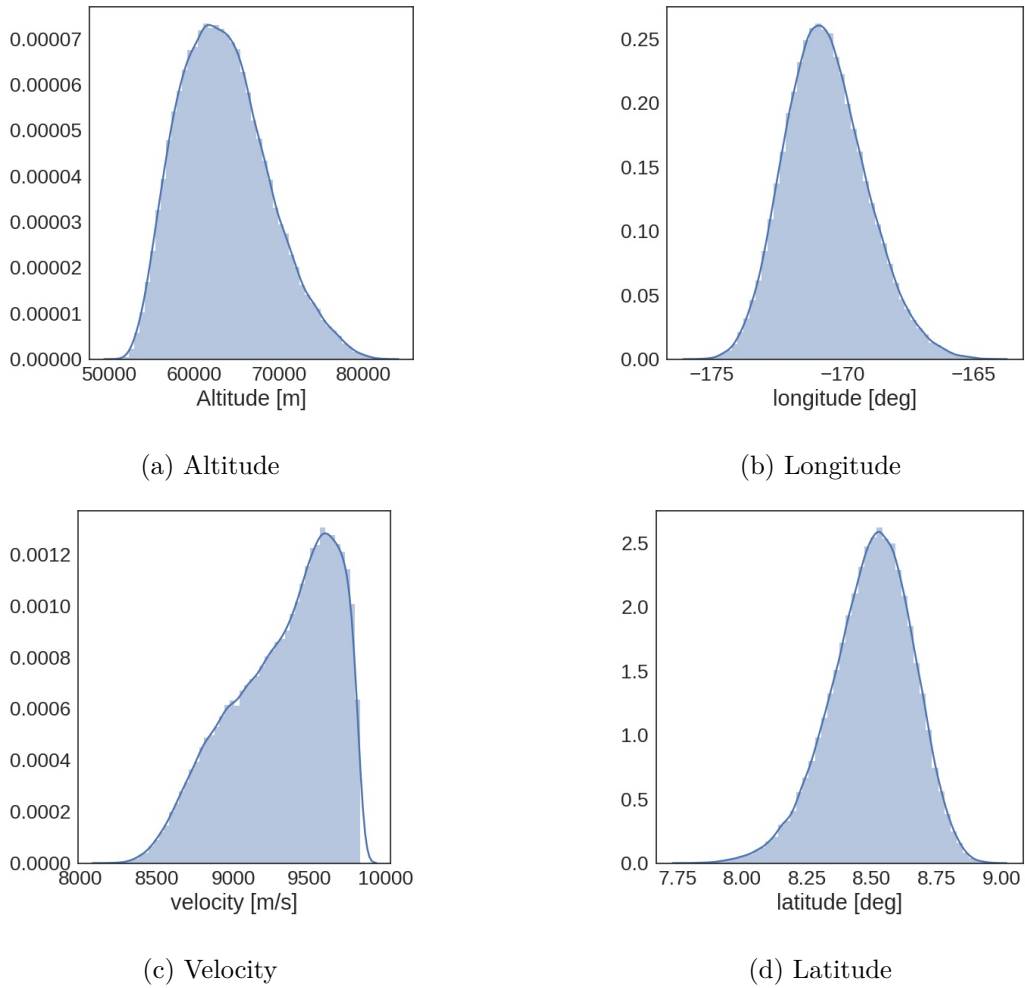 0.00007
0.00006
0.00005
0.00004
0.00003
0.00002
0.00001
0.00000
50000 60000 70000 80000
Altitude [m]
(a) Altitude
0.25
0.20
0.15
0.10
0.05
0.00
−175 −170 −165
longitude [deg]
(b) Longitude
0.0012
0.0010
0.0008
0.0006
0.0004
0.0002
0.0000
8000 8500 9000 9500 10000
velocity [m/s]
(c) Velocity
2.5
2.0
1.5
1.0
0.5
0.0
7.75 8.00 8.25 8.50 8.75 9.00
latitude [deg]
(d) Latitude